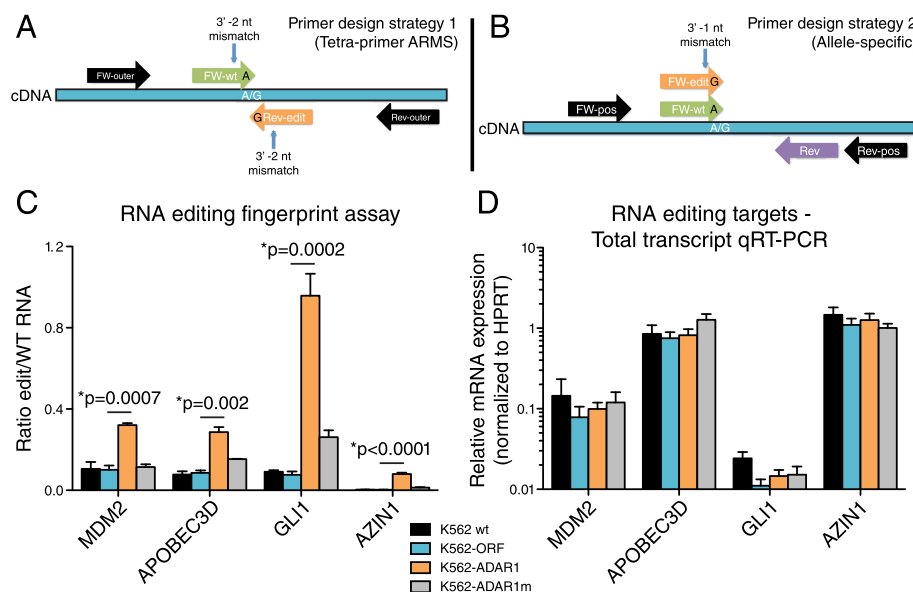 A
3' -2 nt
mismatch
Primer design strategy 1
(Tetra-primer ARMS)
FW-outer
FW-wt
A
cDNA
A/G
G
Rev-edit
Rev-outer
3' -2 nt
mismatch
B
3' -1 nt
mismatch
Primer design strategy 2
(Allele-specific)
FW-edit
G
FW-pos
FW-wt
A
cDNA
A/G
Rev
Rev-pos
C
RNA editing fingerprint assay
Ratio edit/WT RNA
1.2
0.8
0.4
0.0
*p=0.0007
*p=0.002
*p=0.0002
*p<0.0001
MDM2
APOBEC3D
GLI1
AZIN1
K562 wt
K562-ORF
K562-ADAR1
K562-ADAR1m
D
RNA editing targets -
Total transcript qRT-PCR
Relative mRNA expression
(normalized to HPRT)
10
1
0.1
0.01
MDM2
APOBEC3D
GLI1
AZIN1